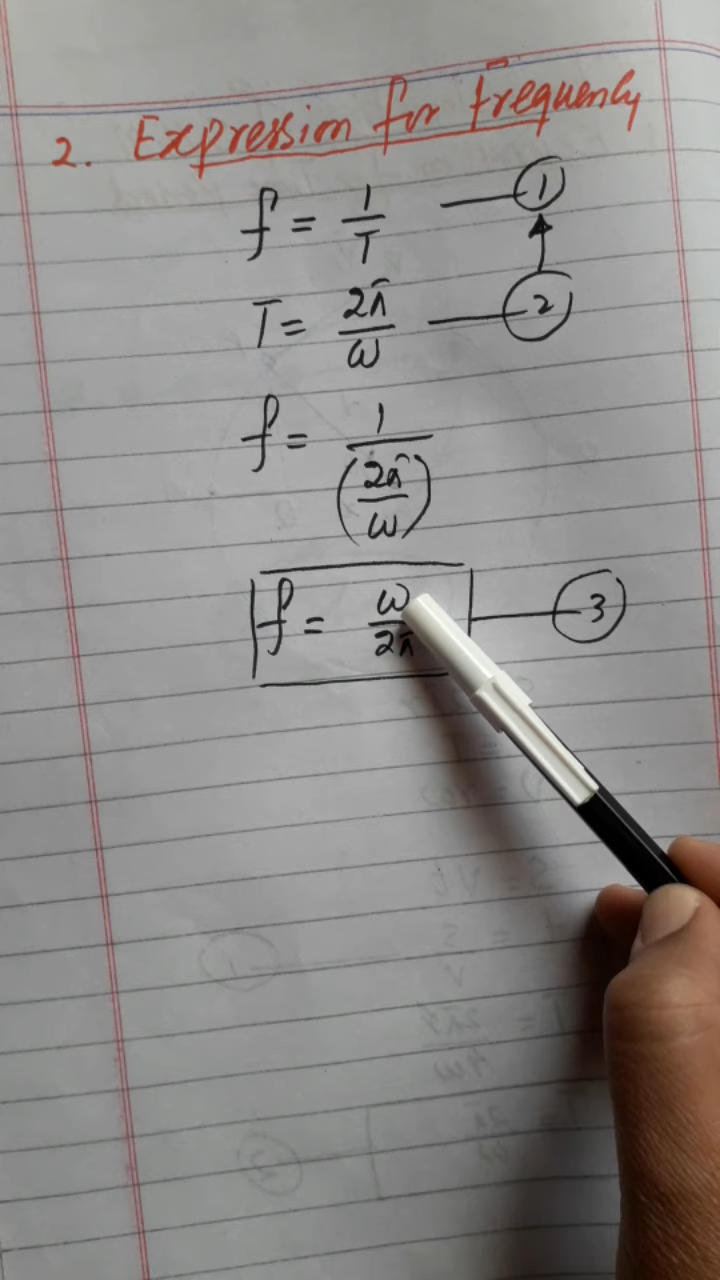 2. Expression for frequency
f = 1/T —— ①
T = 2π/ω —— ②
f = 1/(2π/ω)
f = ω/2π —— ③